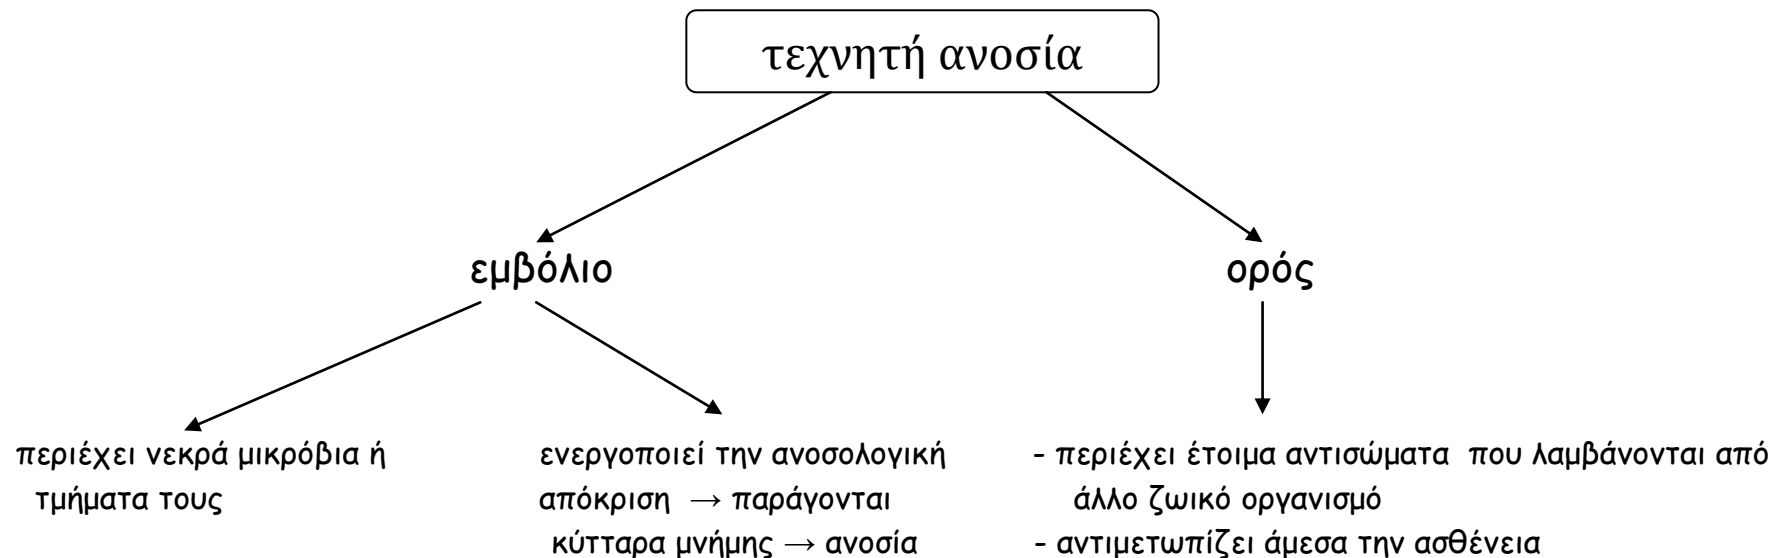 τεχνητή ανοσία
εμβόλιο
ορός
περιέχει νεκρά μικρόβια ή
τμήματα τους
ενεργοποιεί την ανοσολογική
απόκριση → παράγονται
κύτταρα μνήμης → ανοσία
- περιέχει έτοιμα αντισώματα που λαμβάνονται από
άλλο ζωικό οργανισμό
- αντιμετωπίζει άμεσα την ασθένεια